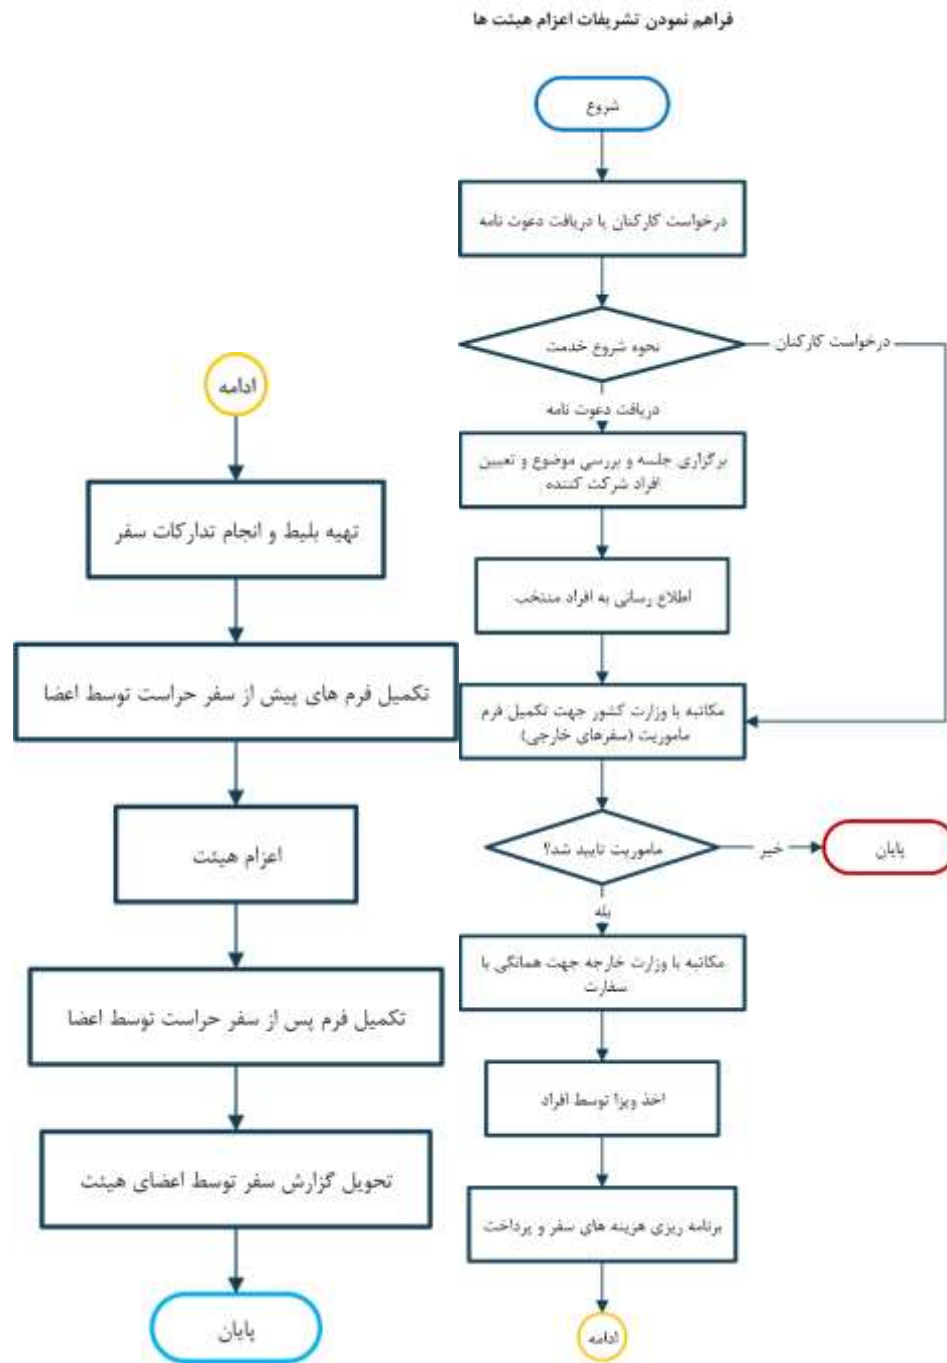 فراهم نمودن تشریفات اعزام هیئت ها
شروع
درخواست کارکنان یا دریافت دعوت نامه
نحوه شروع خدمت
درخواست کارکنان
دریافت دعوت نامه
برگزاری جلسه و بررسی موضوع و تعیین
افراد شرکت کننده
اطلاع رسانی به افراد منتخب
مکاتبه با وزارت کشور جهت تکمیل فرم
ماموریت (سفرهای خارجی)
ماموریت تایید شد؟
خیر
پایان
بله
مکاتبه با وزارت خارجه جهت همانگی با
سفارت
اخذ ویزا توسط افراد
برنامه ریزی هزینه های سفر و پرداخت
ادامه
ادامه
تهیه بلیط و انجام تدارکات سفر
تکمیل فرم های پیش از سفر حراست توسط اعضا
اعزام هیئت
تکمیل فرم پس از سفر حراست توسط اعضا
تحویل گزارش سفر توسط اعضای هیئت
پایان